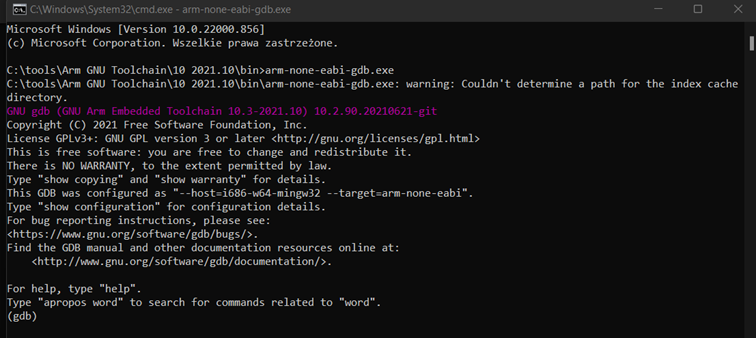 C:\Windows\System32\cmd.exe - arm-none-eabi-gdb.exe
Microsoft Windows [Version 10.0.22000.856]
(c) Microsoft Corporation. Wszelkie prawa zastrzeżone.
C:\tools\Arm GNU Toolchain\10 2021.10\bin>arm-none-eabi-gdb.exe
C:\tools\Arm GNU Toolchain\10 2021.10\bin\arm-none-eabi-gdb.exe: warning: Couldn't determine a path for the index cache
directory.
GNU gdb (GNU Arm Embedded Toolchain 10.3-2021.10) 10.2.90.20210621-git
Copyright (C) 2021 Free Software Foundation, Inc.
License GPLv3+: GNU GPL version 3 or later <http://gnu.org/licenses/gpl.html>
This is free software: you are free to change and redistribute it.
There is NO WARRANTY, to the extent permitted by law.
Type "show copying" and "show warranty" for details.
This GDB was configured as "--host=i686-w64-mingw32 --target=arm-none-eabi".
Type "show configuration" for configuration details.
For bug reporting instructions, please see:
<https://www.gnu.org/software/gdb/bugs/>.
Find the GDB manual and other documentation resources online at:
    <http://www.gnu.org/software/gdb/documentation/>.
For help, type "help".
Type "apropos word" to search for commands related to "word".
(gdb)